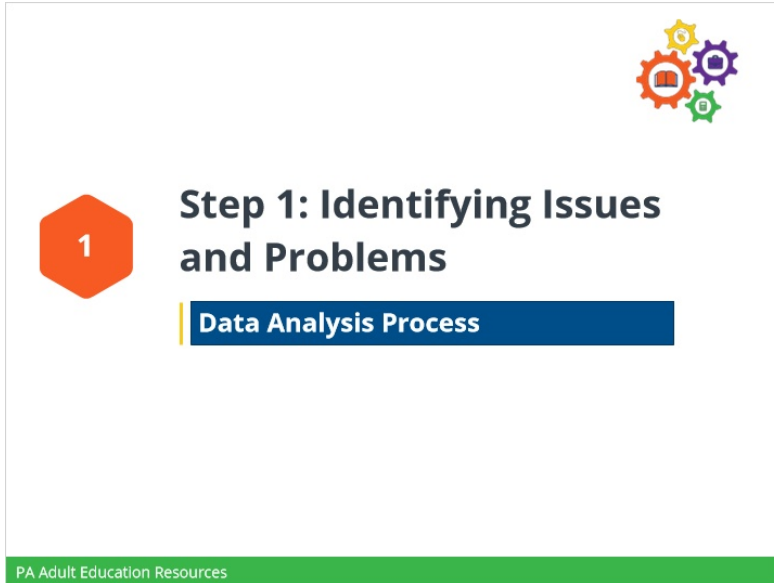 1
Step 1: Identifying Issues
and Problems
Data Analysis Process
PA Adult Education Resources